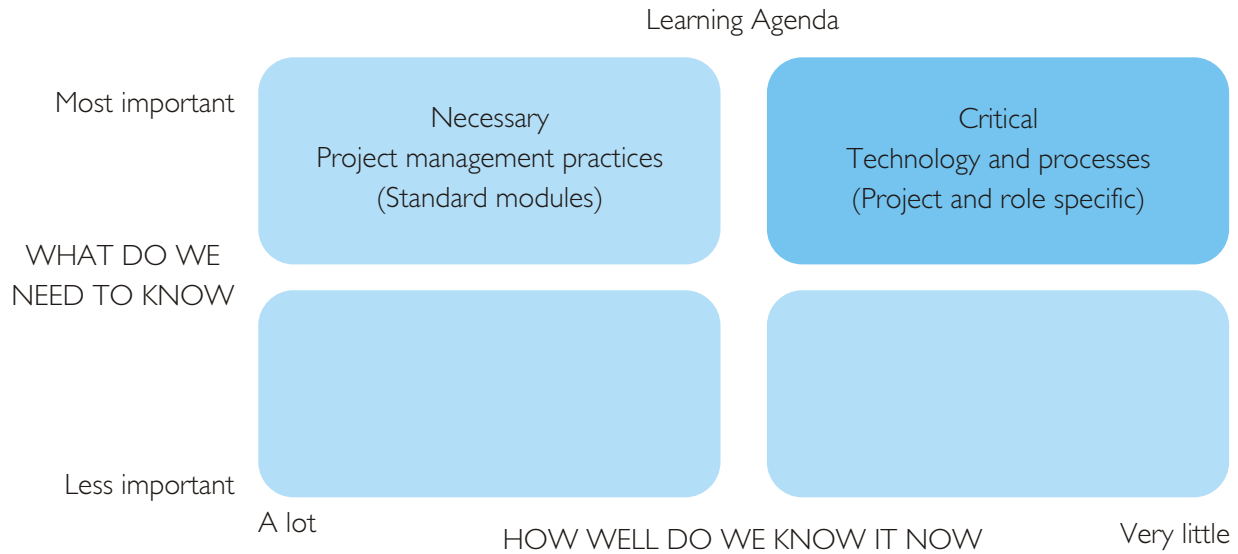 Learning Agenda
Most important
Necessary
Project management practices
(Standard modules)
Critical
Technology and processes
(Project and role specific)
WHAT DO WE
NEED TO KNOW
Less important
A lot
HOW WELL DO WE KNOW IT NOW
Very little